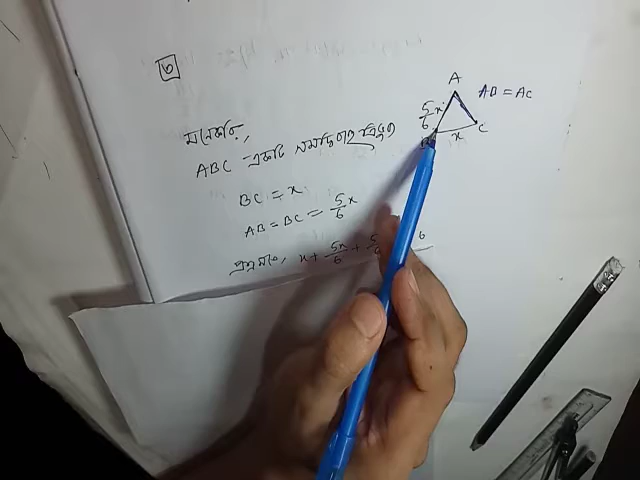 ৩
A
AB = AC
5/6 x
C
x
মনেকরি,
ABC একটি সমদ্বিবাহু ত্রিভুজ
BC = x
AB = BC = 5/6 x
প্রশ্নমতে, x + 5x/6 + 5